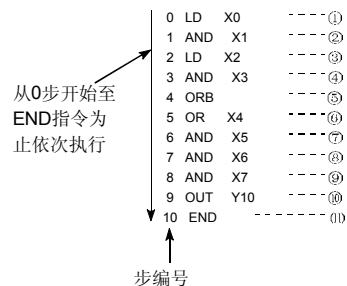 0 LD X0 ----①
1 AND X1 ----②
2 LD X2 ----③
3 AND X3 ----④
4 ORB ----⑤
5 OR X4 ----⑥
6 AND X5 ----⑦
7 AND X6 ----⑧
8 AND X7 ----⑨
9 OUT Y10 ----⑩
10 END --------⑪
从0步开始至
END指令为
止依次执行
步编号